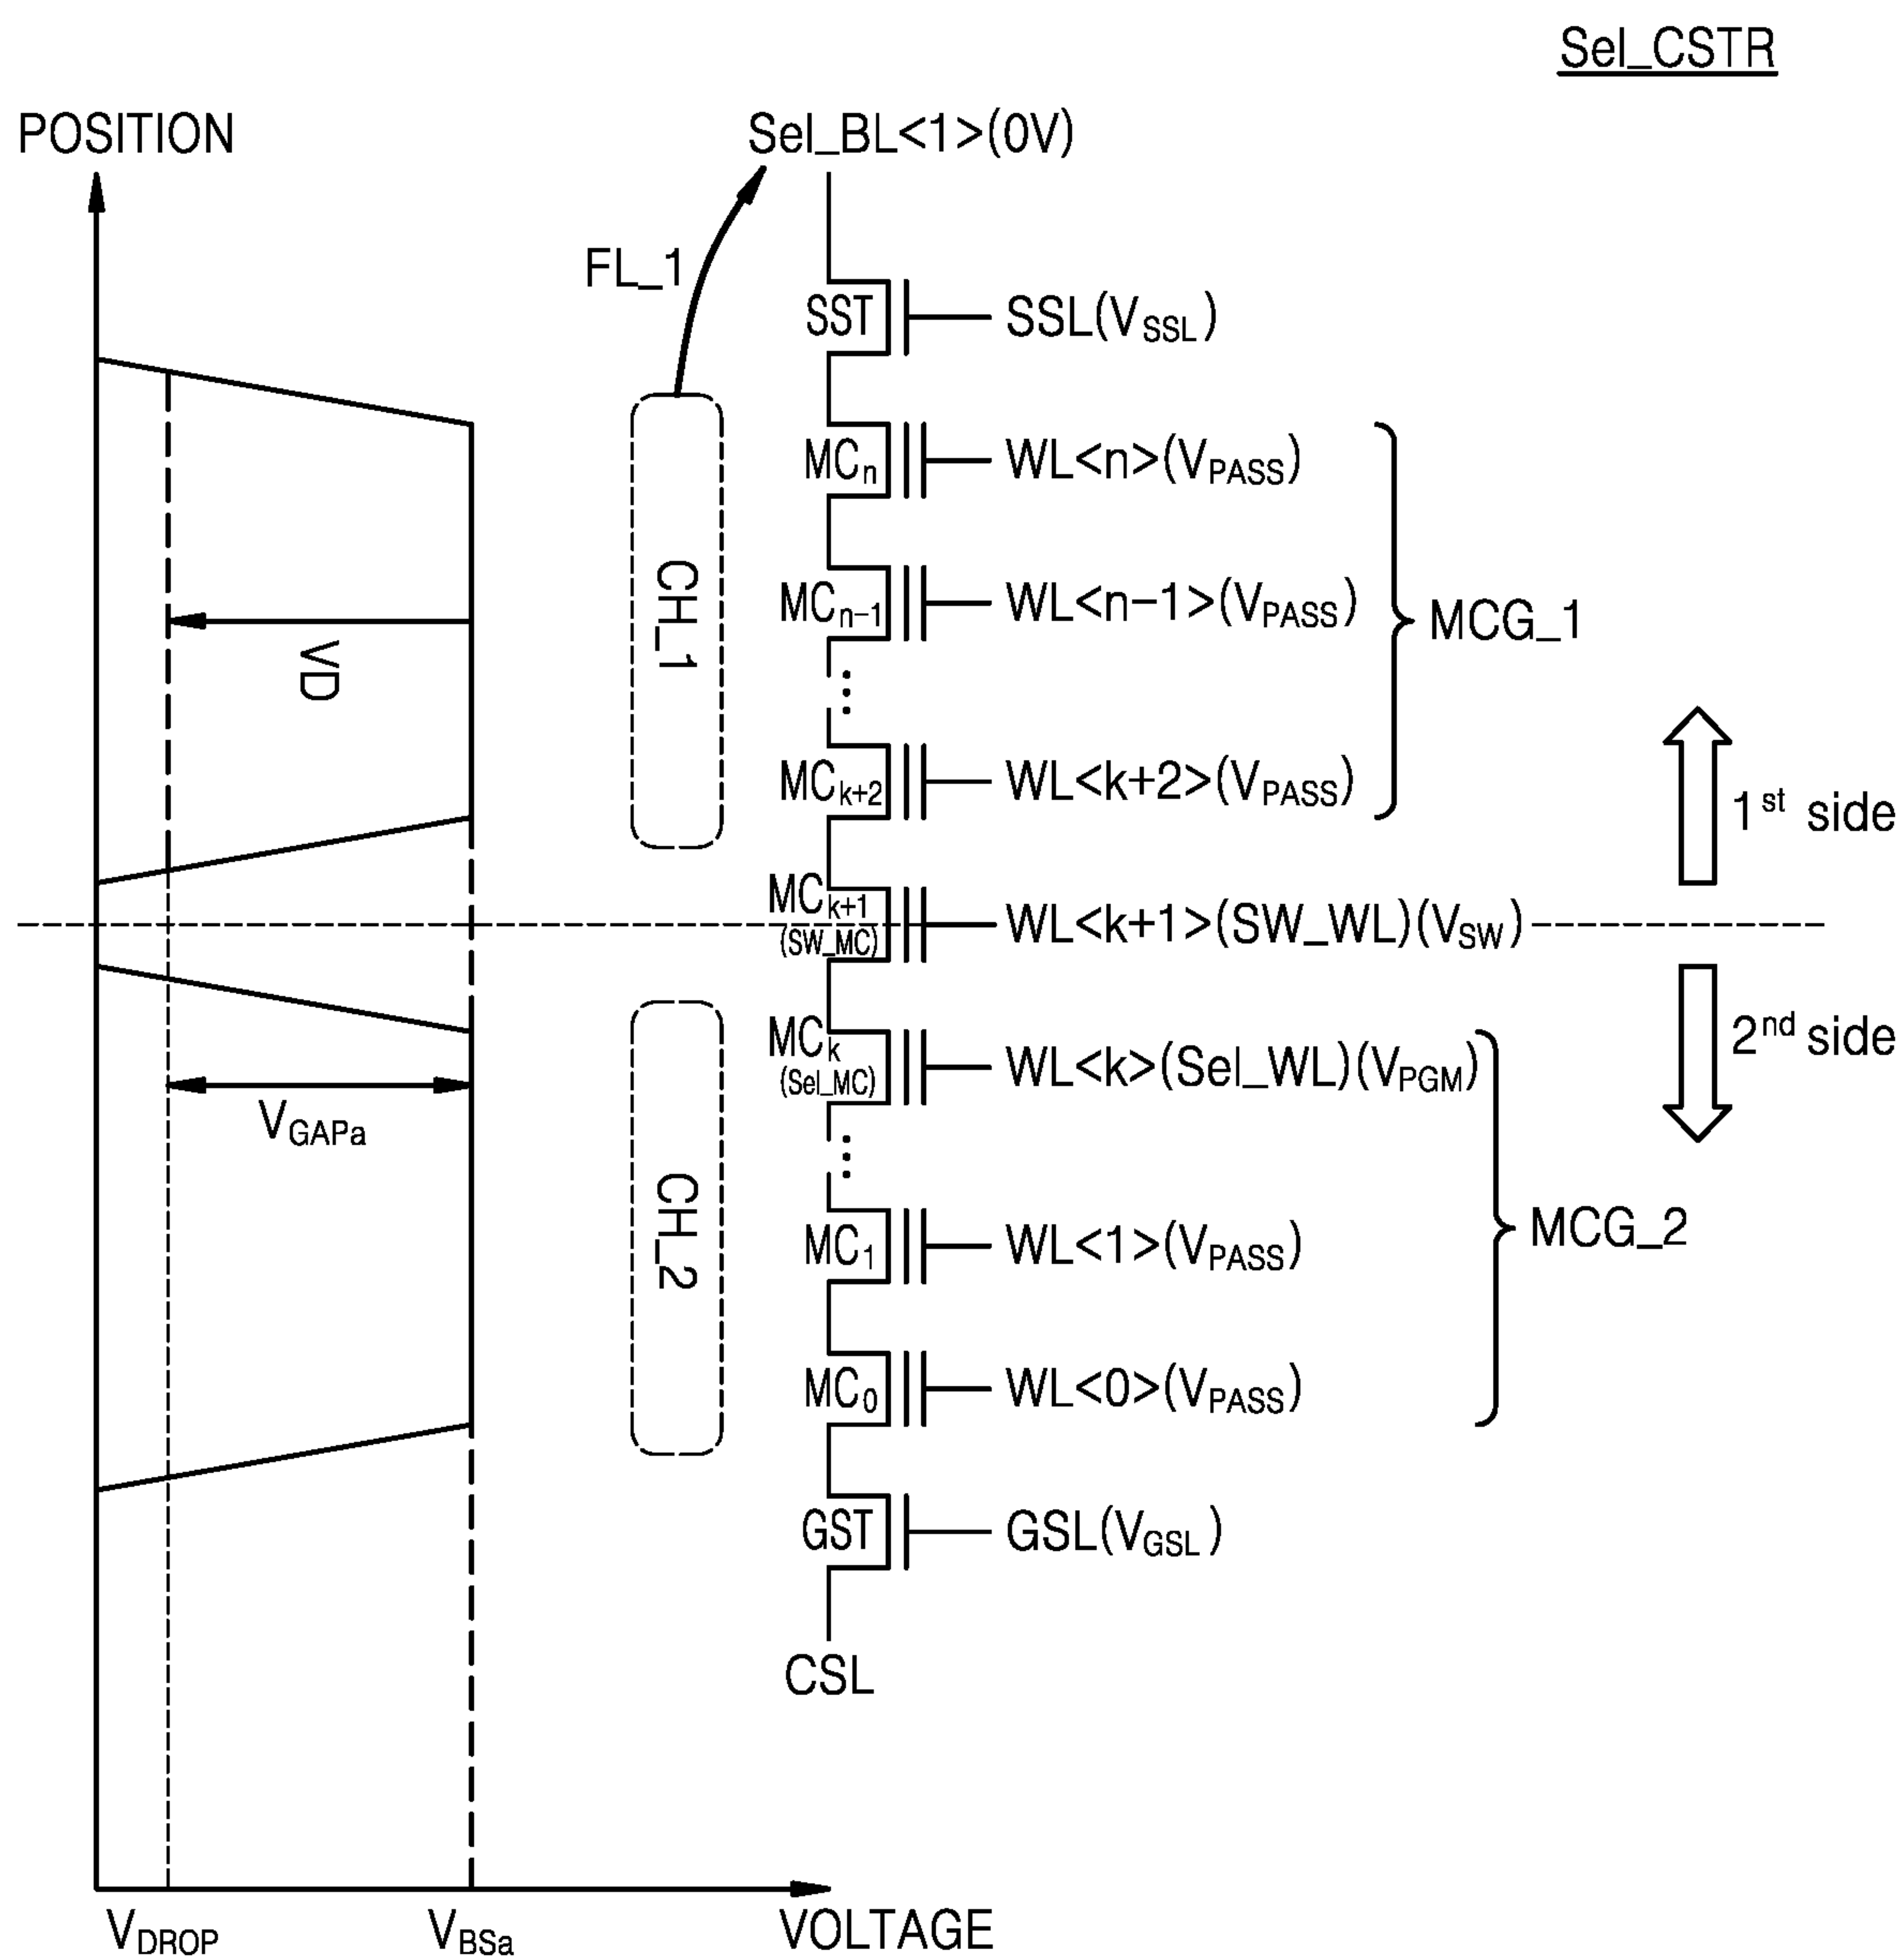 Sel_CSTR
POSITION
Sel_BL<1>(0V)
FL_1
SST
SSL(VSSL)
MCn
WL<n>(VPASS)
CH_1
MCn-1
WL<n-1>(VPASS)
MCG_1
VD
MCk+2
WL<k+2>(VPASS)
1st side
MCk+1
(SW_MC)
WL<k+1>(SW_WL)(VSW)
MCk
(Sel_MC)
WL<k>(Sel_WL)(VPGM)
2nd side
VGAPa
CH_2
MC1
WL<1>(VPASS)
MCG_2
MC0
WL<0>(VPASS)
GST
GSL(VGSL)
CSL
VDROP
VBSa
VOLTAGE